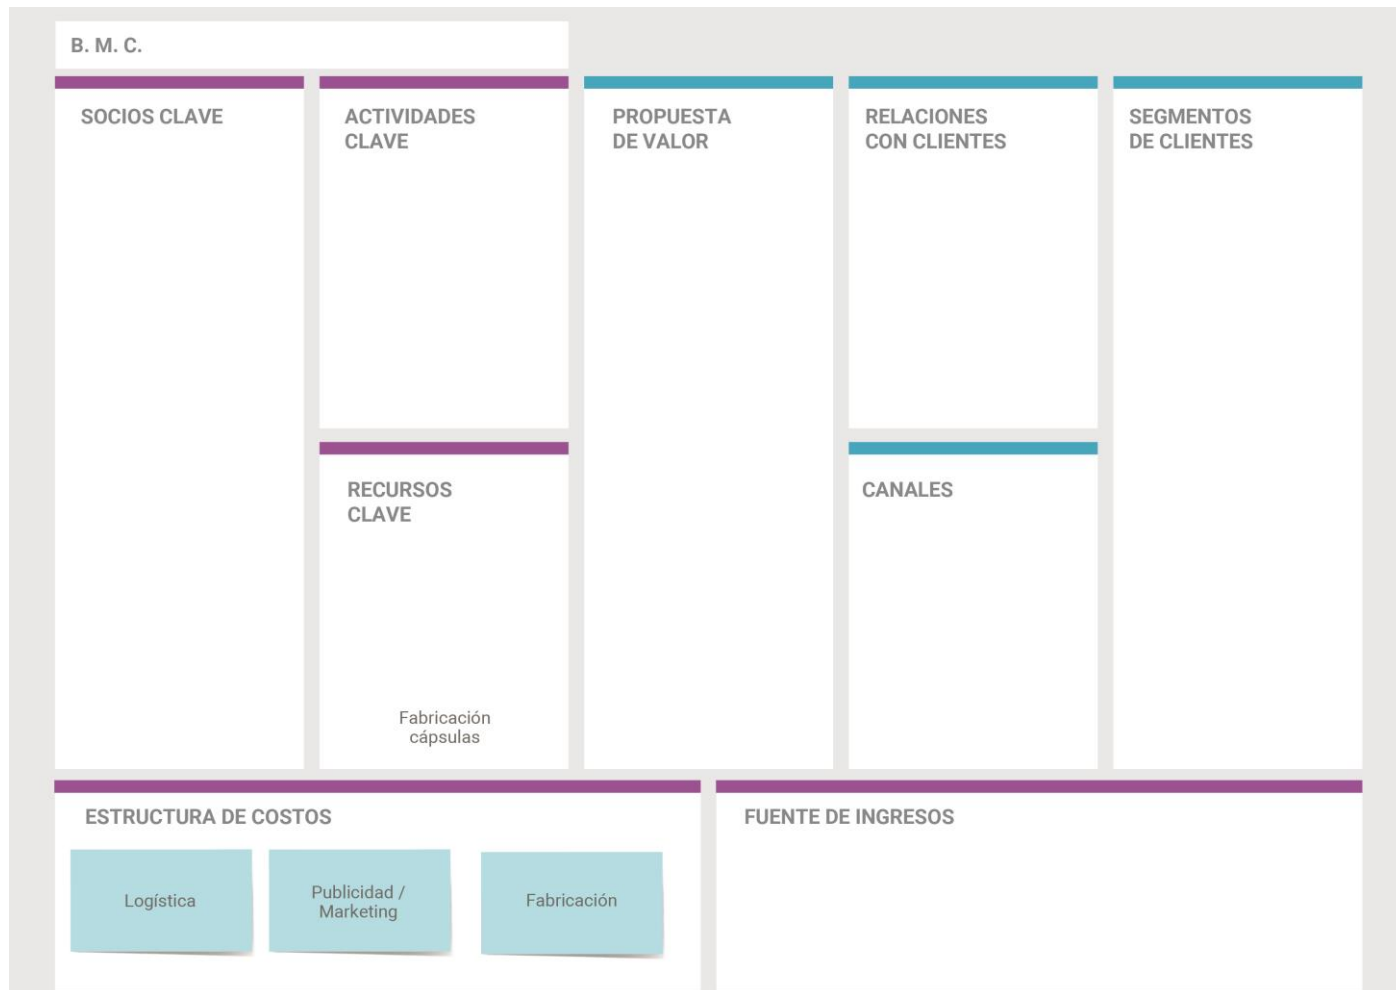 B. M. C.
SOCIOS CLAVE
ACTIVIDADES
CLAVE
PROPUESTA
DE VALOR
RELACIONES
CON CLIENTES
SEGMENTOS
DE CLIENTES
RECURSOS
CLAVE
Fabricación
cápsulas
CANALES
ESTRUCTURA DE COSTOS
Logística
Publicidad /
Marketing
Fabricación
FUENTE DE INGRESOS